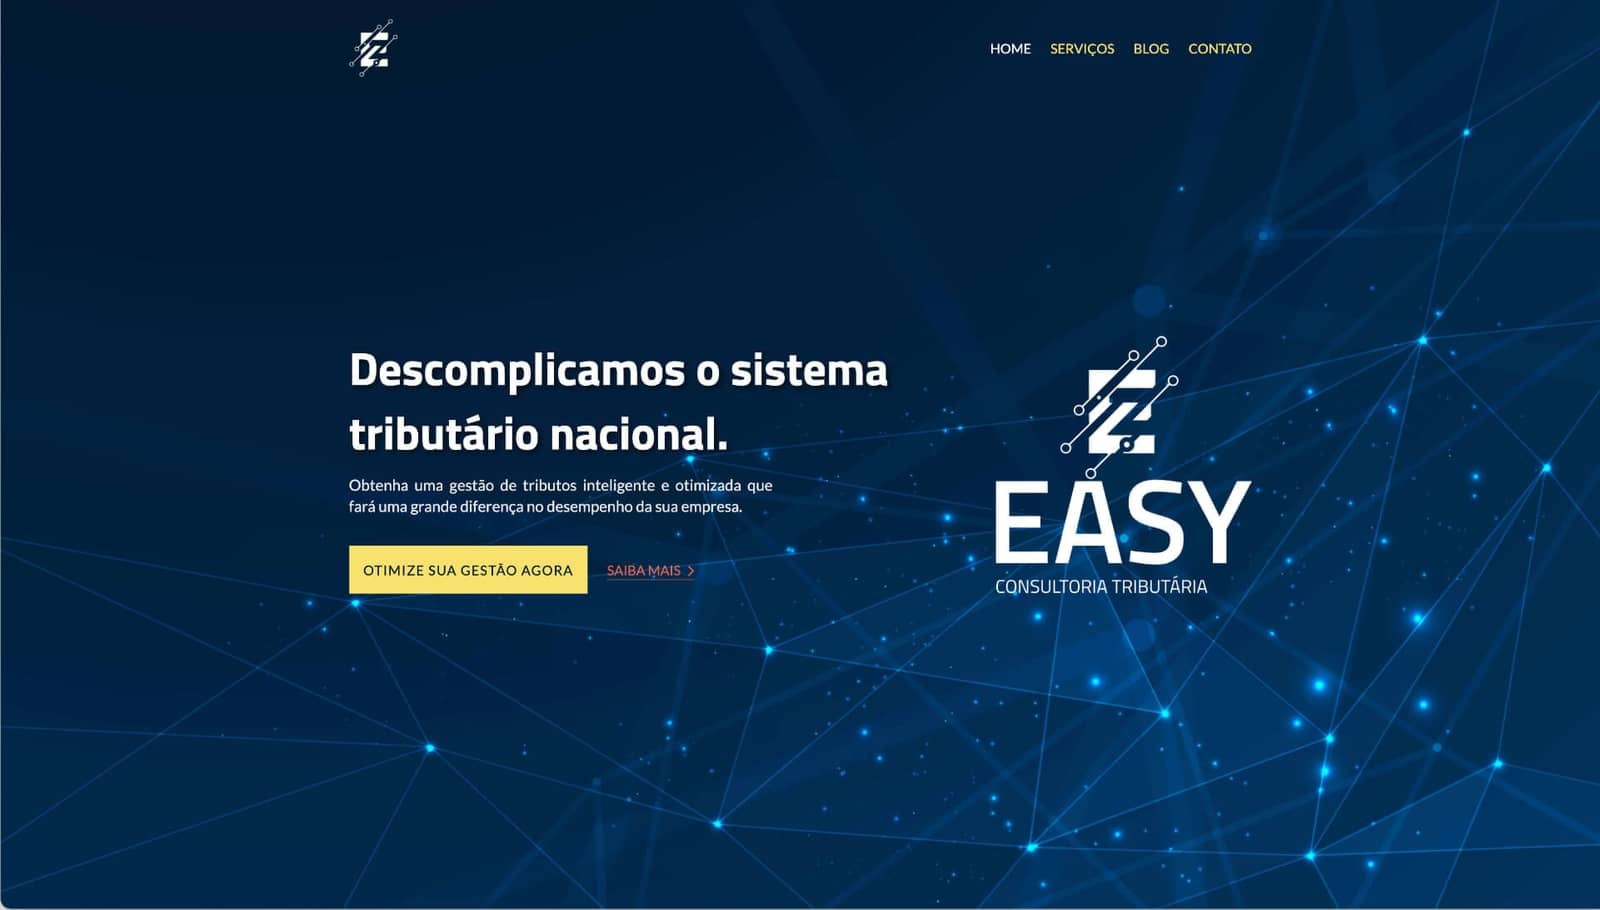 HOME SERVIÇOS BLOG CONTATO
Descomplicamos o sistema
tributário nacional.
Obtenha uma gestão de tributos inteligente e otimizada que
fará uma grande diferença no desempenho da sua empresa.
OTIMIZE SUA GESTÃO AGORA
SAIBA MAIS
EASY
CONSULTORIA TRIBUTÁRIA